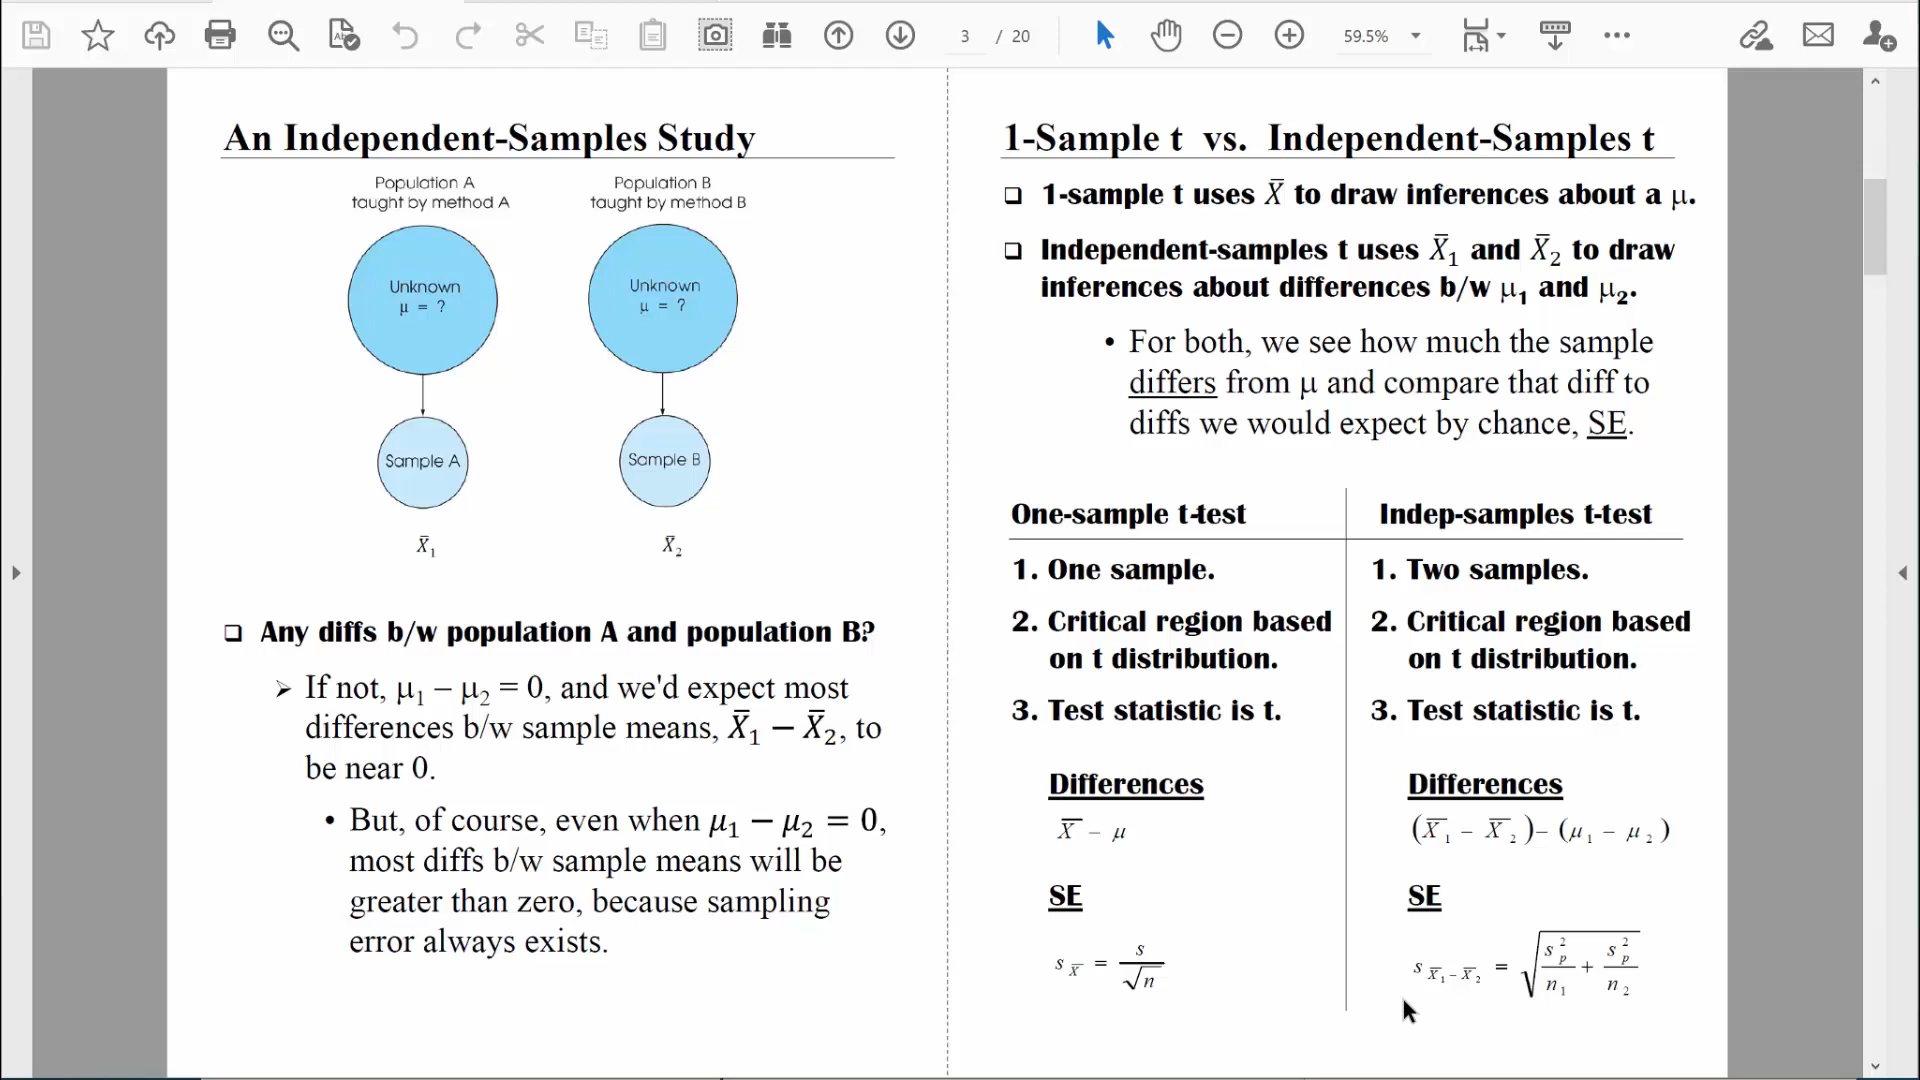 3 / 20
59.5%
An Independent-Samples Study
Population A
taught by method A
Population B
taught by method B
Unknown
μ = ?
Unknown
μ = ?
Sample A
Sample B
X̄₁
X̄₂
❑ Any diffs b/w population A and population B?
➢ If not, μ₁ – μ₂ = 0, and we'd expect most
differences b/w sample means, X̄₁ − X̄₂, to
be near 0.
• But, of course, even when μ₁ − μ₂ = 0,
most diffs b/w sample means will be
greater than zero, because sampling
error always exists.
1-Sample t vs. Independent-Samples t
❑ 1-sample t uses X̄ to draw inferences about a μ.
❑ Independent-samples t uses X̄₁ and X̄₂ to draw
inferences about differences b/w μ₁ and μ₂.
• For both, we see how much the sample
differs from μ and compare that diff to
diffs we would expect by chance, SE.
One-sample t-test
1. One sample.
2. Critical region based
on t distribution.
3. Test statistic is t.
Differences
X̄ – μ
SE
s_X̄ = s / √n
Indep-samples t-test
1. Two samples.
2. Critical region based
on t distribution.
3. Test statistic is t.
Differences
(X̄₁ – X̄₂) – (μ₁ – μ₂)
SE
s_X̄₁–X̄₂ = √(s²ₚ/n₁ + s²ₚ/n₂)